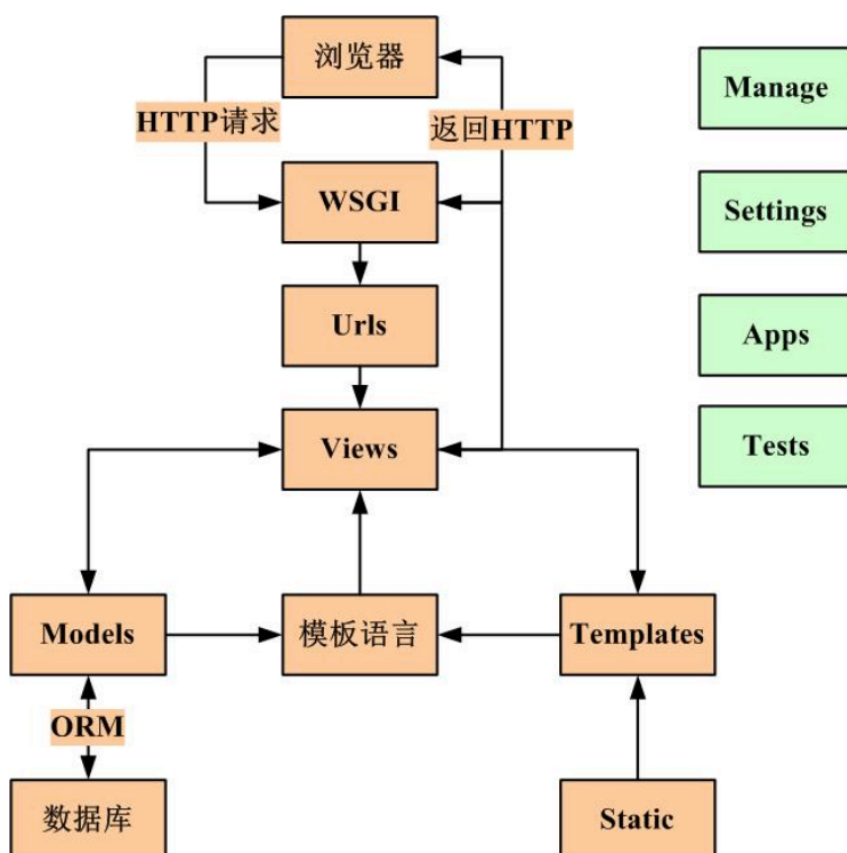 浏览器
Manage
HTTP请求
返回HTTP
WSGI
Settings
Urls
Apps
Views
Tests
Models
模板语言
Templates
ORM
数据库
Static